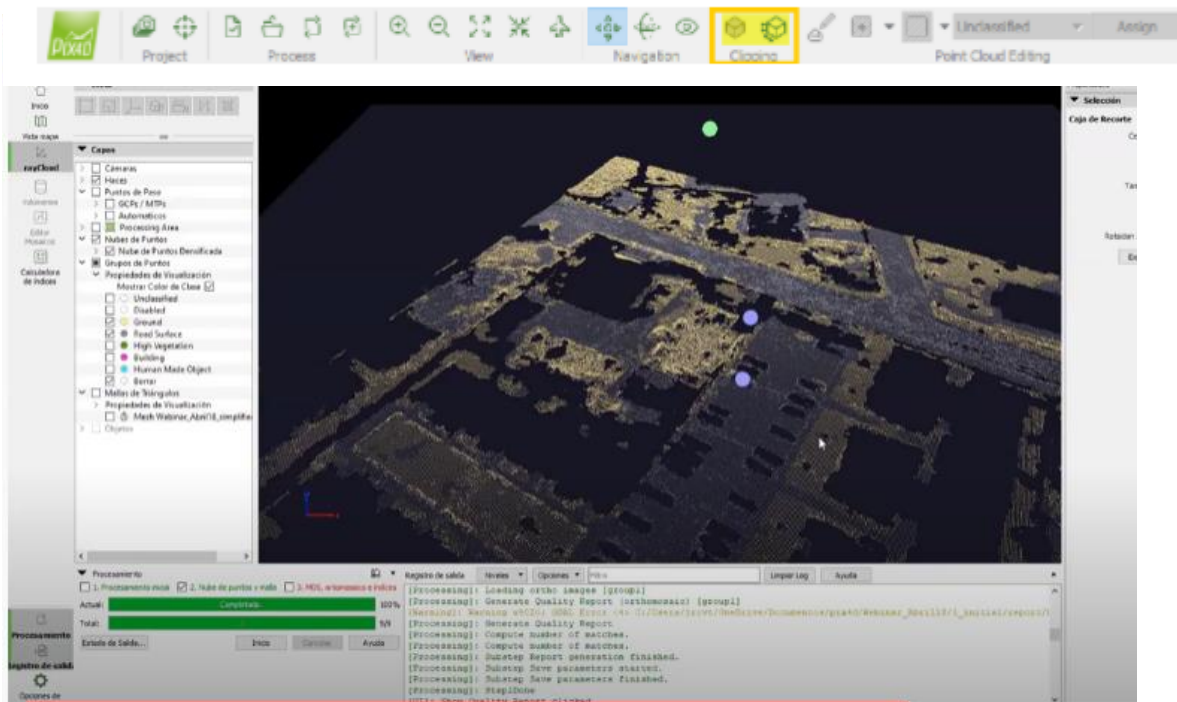 PIX4D
Project
Process
View
Navigation
Clipping
Unclassified
Assign
Point Cloud Editing
Inicio
Vista mapa
rayCloud
Volúmenes
Editor
Mosaico
Calculadora
de Índices
Capas
Cámaras
Haces
Puntos de Paso
GCPs / MTPs
Automáticos
Processing Area
Nubes de Puntos
Nube de Puntos Densificada
Grupos de Puntos
Propiedades de Visualización
Mostrar Color de Clase
Unclassified
Disabled
Ground
Road Surface
High Vegetation
Building
Human Made Object
Borrar
Mallas de Triángulos
Propiedades de Visualización
Objetos
Selección
Caja de Recorte
Procesamiento
1. Procesamiento inicial
2. Nube de puntos y malla
3. MDS, ortomosaico e índices
Actual:
Completado.
100%
Total:
9/9
Estado de Salida...
Inicio
Cancelar
Ayuda
Registro de salida
Niveles
Opciones
Filtro
Limpiar Log
Ayuda
[Processing]: Loading ortho images [group1]
[Processing]: Generate Quality Report (orthomosaic) [group1]
[Processing]: Generate Quality Report
[Processing]: Compute number of matches.
[Processing]: Compute number of matches.
[Processing]: Substep Report generation finished.
[Processing]: Substep Save parameters started.
[Processing]: Substep Save parameters finished.
[Processing]: StepIDone
Procesamiento
Registro de salida
Opciones de